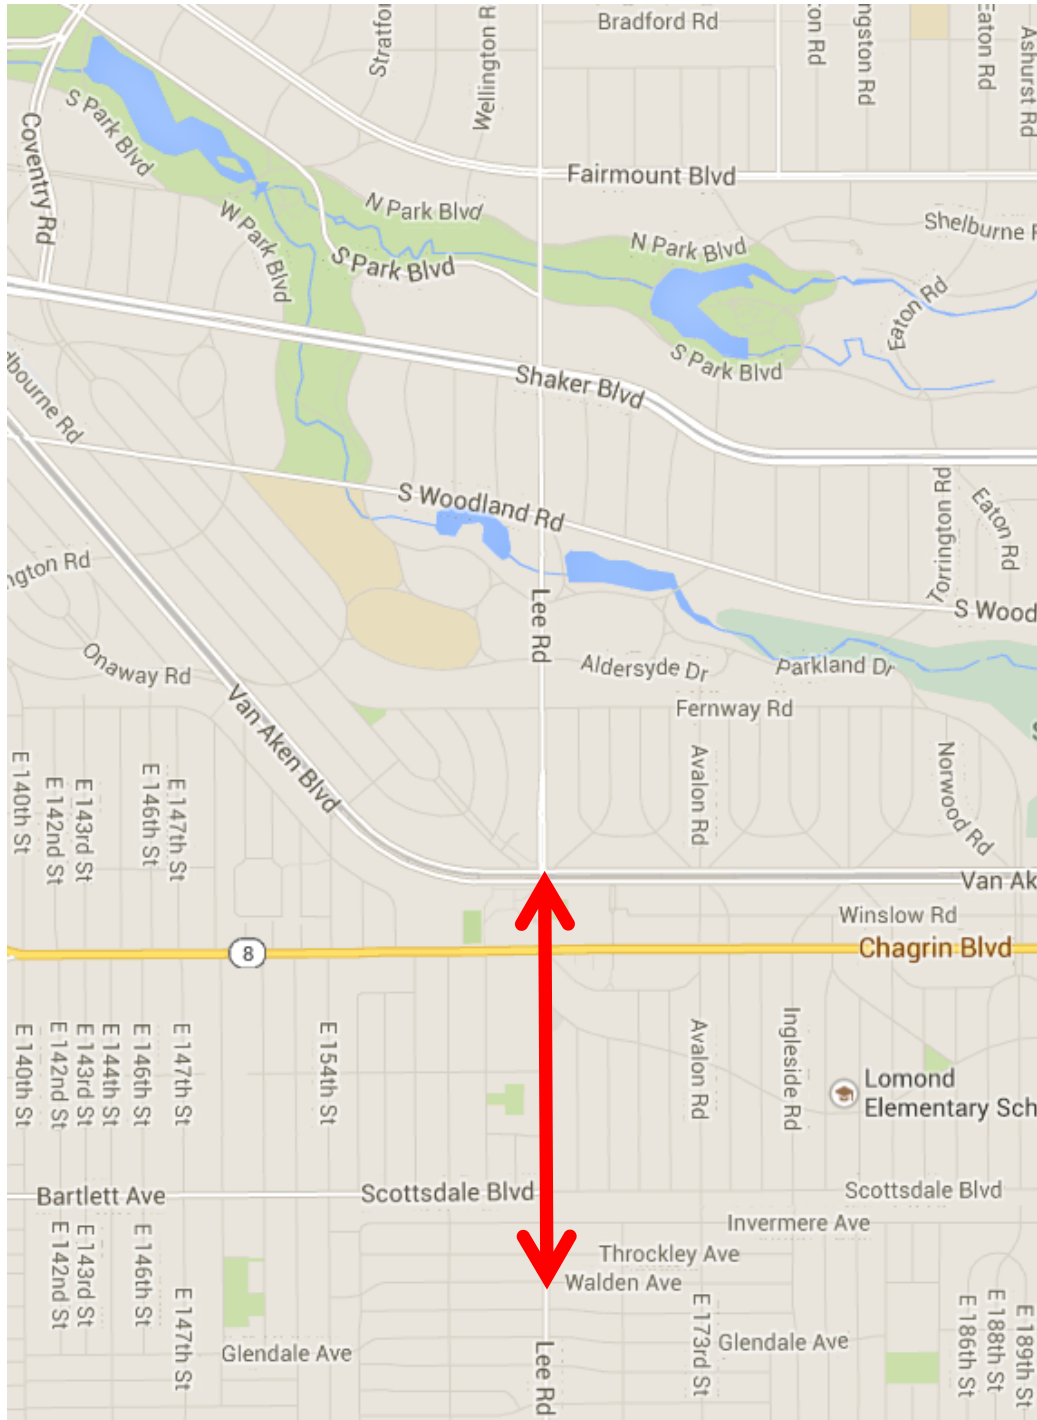 Bradford Rd
Stratfor
Wellington R
ton Rd
ngston Rd
Eaton Rd
Ashurst Rd
S Park Blvd
Coventry Rd
Fairmount Blvd
N Park Blvd
W Park Blvd
S Park Blvd
N Park Blvd
Shelburne R
Eaton Rd
S Park Blvd
Shaker Blvd
dbourne Rd
S Woodland Rd
Torrington Rd
Eaton Rd
ngton Rd
S Wood
Lee Rd
Onaway Rd
Aldersyde Dr
Parkland Dr
Fernway Rd
S
Van Aken Blvd
E 140th St
E 142nd St
E 143rd St
E 146th St
E 147th St
Avalon Rd
Norwood Rd
Van Ak
Winslow Rd
Chagrin Blvd
8
E 140th St
E 142nd St
E 143rd St
E 144th St
E 146th St
E 147th St
E 154th St
Avalon Rd
Ingleside Rd
Lomond
Elementary Sch
Bartlett Ave
Scottsdale Blvd
Scottsdale Blvd
Invermere Ave
E 142nd St
E 143rd St
E 146th St
E 147th St
Throckley Ave
Walden Ave
Glendale Ave
Lee Rd
E 173rd St
Glendale Ave
E 186th St
E 188th St
E 189th St